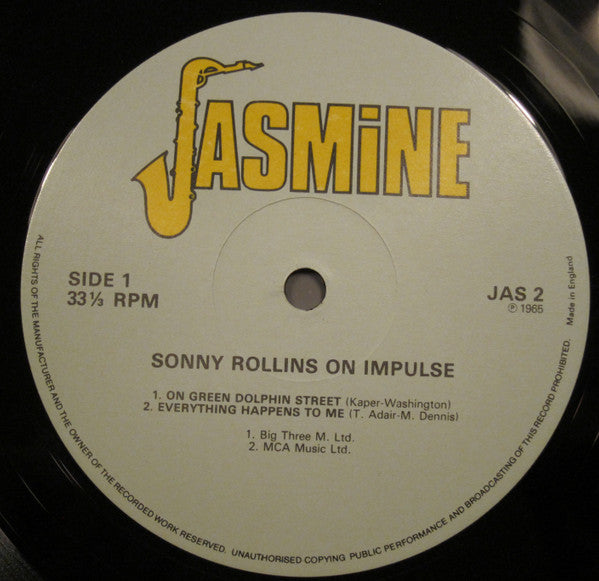 JASMiNE
SIDE 1
33⅓ RPM
JAS 2
℗ 1965
Made in England
SONNY ROLLINS ON IMPULSE
1. ON GREEN DOLPHIN STREET (Kaper-Washington)
2. EVERYTHING HAPPENS TO ME (T. Adair-M. Dennis)
1. Big Three M. Ltd.
2. MCA Music Ltd.
ALL RIGHTS OF THE MANUFACTURER AND THE OWNER OF THE RECORDED WORK RESERVED. UNAUTHORISED COPYING PUBLIC PERFORMANCE AND BROADCASTING OF THIS RECORD PROHIBITED.